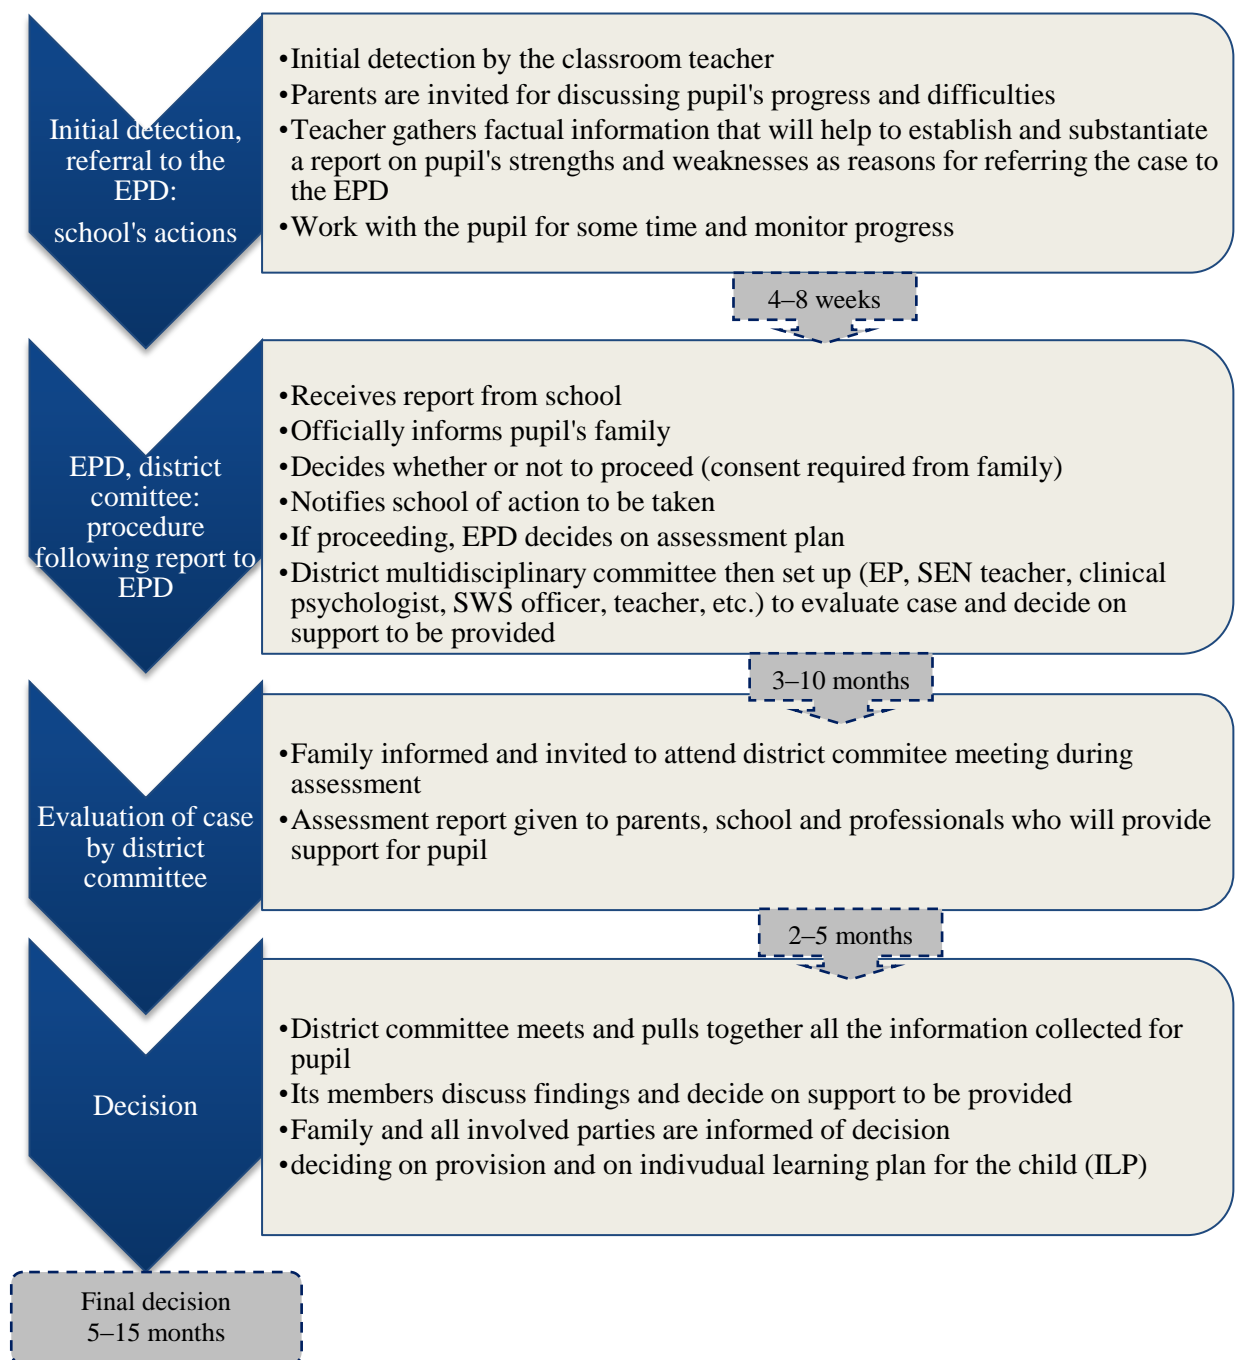 Initial detection,
referral to the
EPD:
school's actions
•Initial detection by the classroom teacher
•Parents are invited for discussing pupil's progress and difficulties
•Teacher gathers factual information that will help to establish and substantiate
a report on pupil's strengths and weaknesses as reasons for referring the case to
the EPD
•Work with the pupil for some time and monitor progress
4–8 weeks
EPD, district
comittee:
procedure
following report to
EPD
•Receives report from school
•Officially informs pupil's family
•Decides whether or not to proceed (consent required from family)
•Notifies school of action to be taken
•If proceeding, EPD decides on assessment plan
•District multidisciplinary committee then set up (EP, SEN teacher, clinical
psychologist, SWS officer, teacher, etc.) to evaluate case and decide on
support to be provided
3–10 months
Evaluation of case
by district
committee
•Family informed and invited to attend district commitee meeting during
assessment
•Assessment report given to parents, school and professionals who will provide
support for pupil
2–5 months
Decision
•District committee meets and pulls together all the information collected for
pupil
•Its members discuss findings and decide on support to be provided
•Family and all involved parties are informed of decision
•deciding on provision and on indivudual learning plan for the child (ILP)
Final decision
5–15 months